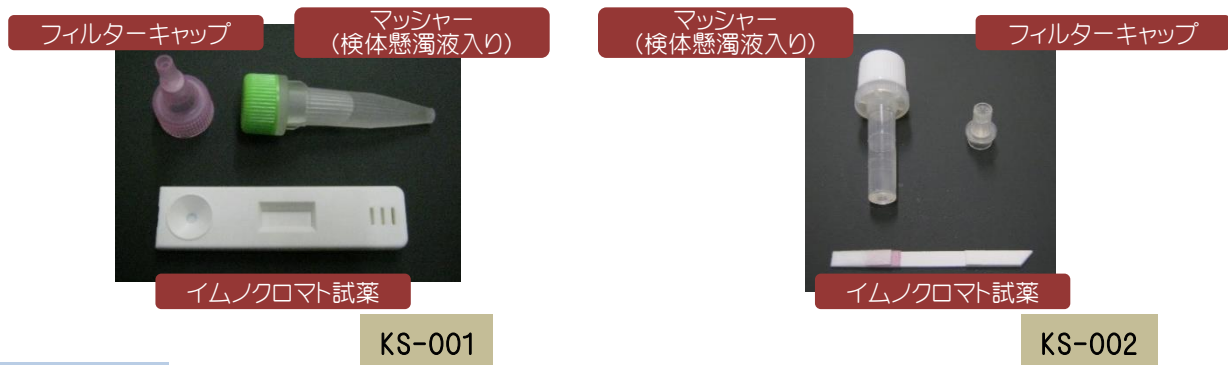 フィルターキャップ
マッシャー
(検体懸濁液入り)
イムノクロマト試薬
KS-001
マッシャー
(検体懸濁液入り)
フィルターキャップ
イムノクロマト試薬
KS-002